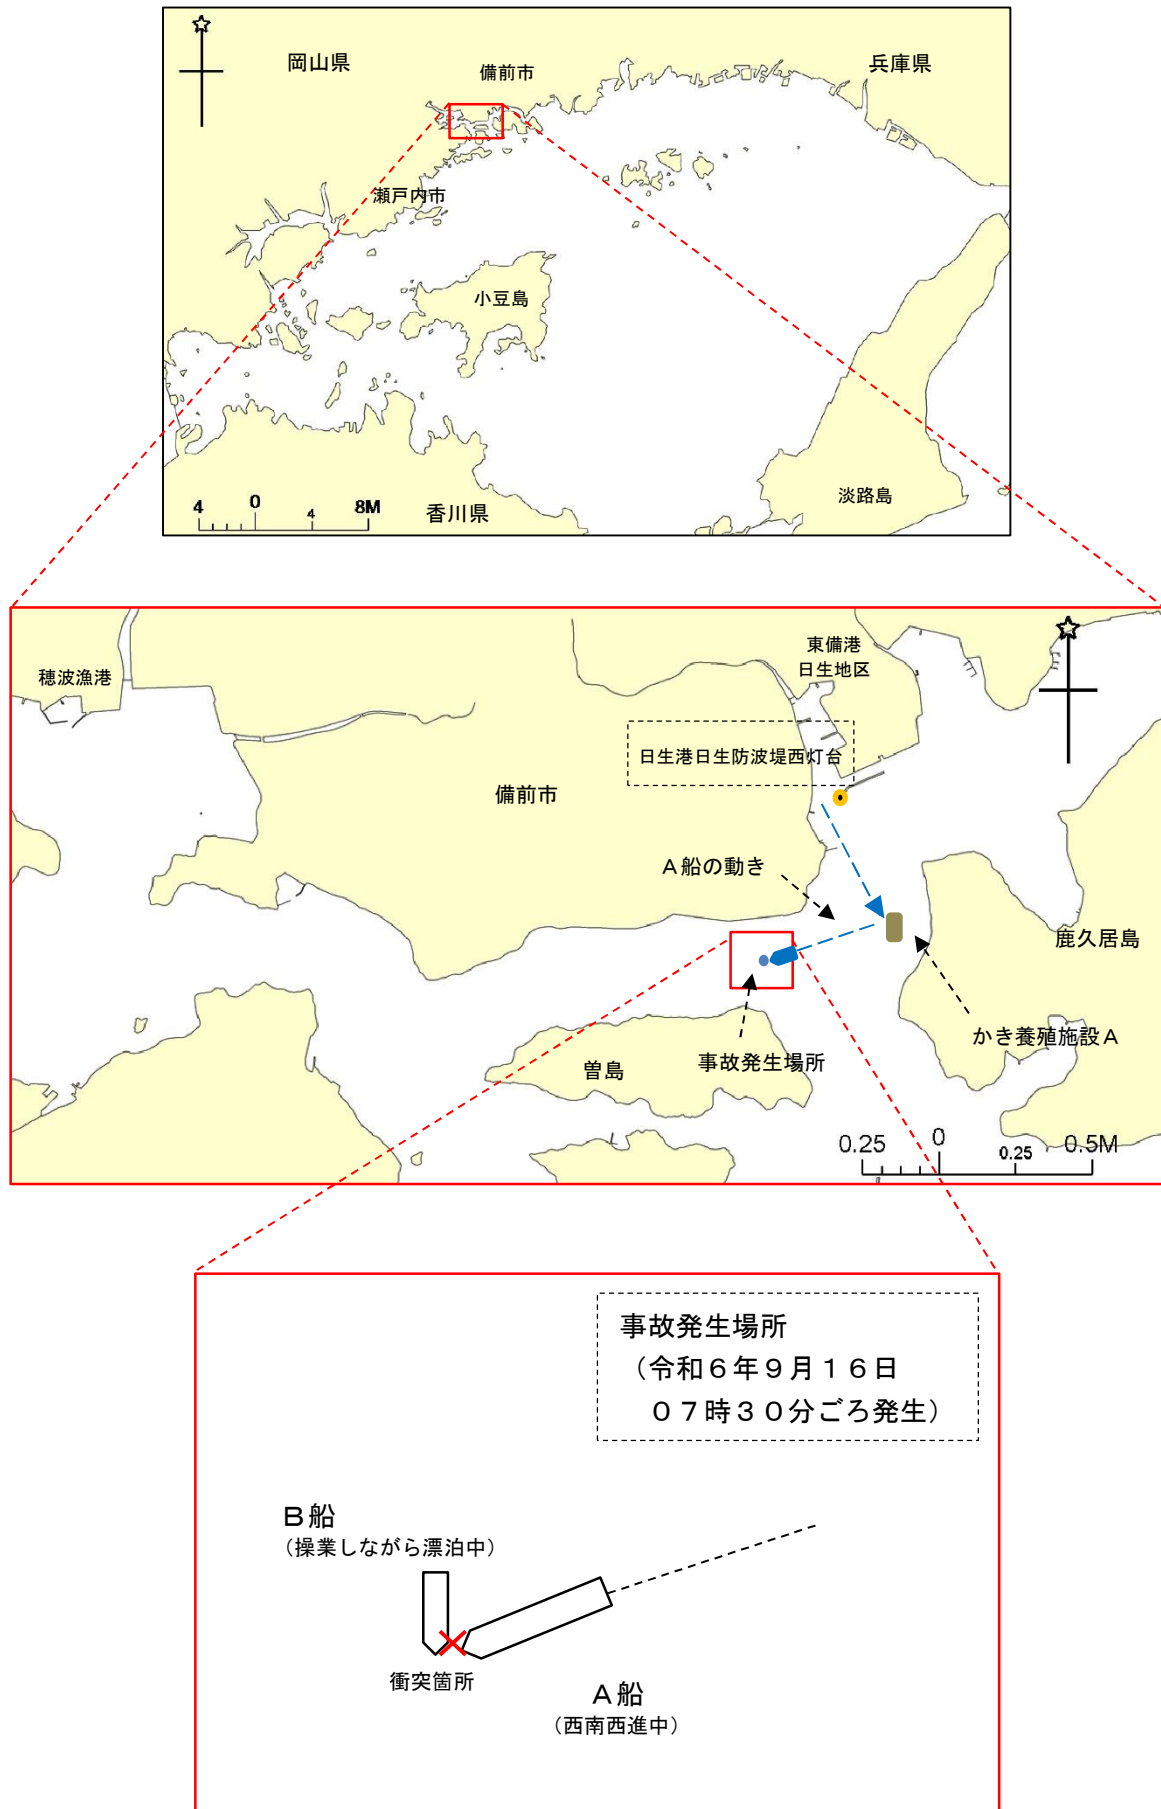 岡山県
備前市
兵庫県
瀬戸内市
小豆島
淡路島
香川県
4 0 4 8M
穂波漁港
東備港
日生地区
日生港日生防波堤西灯台
備前市
A船の動き
鹿久居島
かき養殖施設A
曽島
事故発生場所
0.25 0 0.25 0.5M
事故発生場所
(令和6年9月16日
07時30分ごろ発生)
B船
(操業しながら漂泊中)
衝突箇所
A船
(西南西進中)